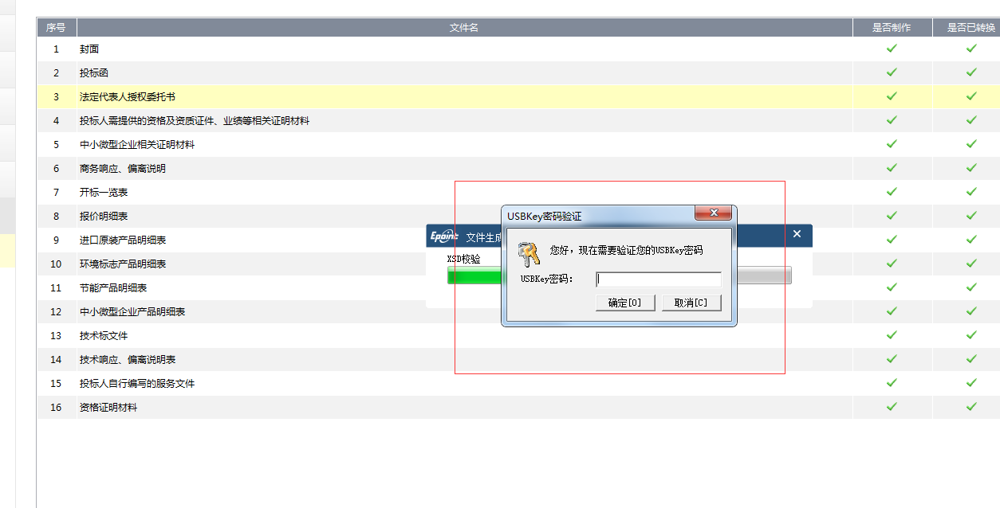 序号 文件名 是否制作 是否已转换
1 封面
2 投标函
3 法定代表人授权委托书
4 投标人需提供的资格及资质证件、业绩等相关证明材料
5 中小微型企业相关证明材料
6 商务响应、偏离说明
7 开标一览表
8 报价明细表
9 进口原装产品明细表
10 环境标志产品明细表
11 节能产品明细表
12 中小微型企业产品明细表
13 技术标文件
14 技术响应、偏离说明表
15 投标人自行编写的服务文件
16 资格证明材料
Epoint 文件生成
XSD校验
USBKey密码验证
您好，现在需要验证您的USBKey密码
USBKey密码：
确定[O] 取消[C]